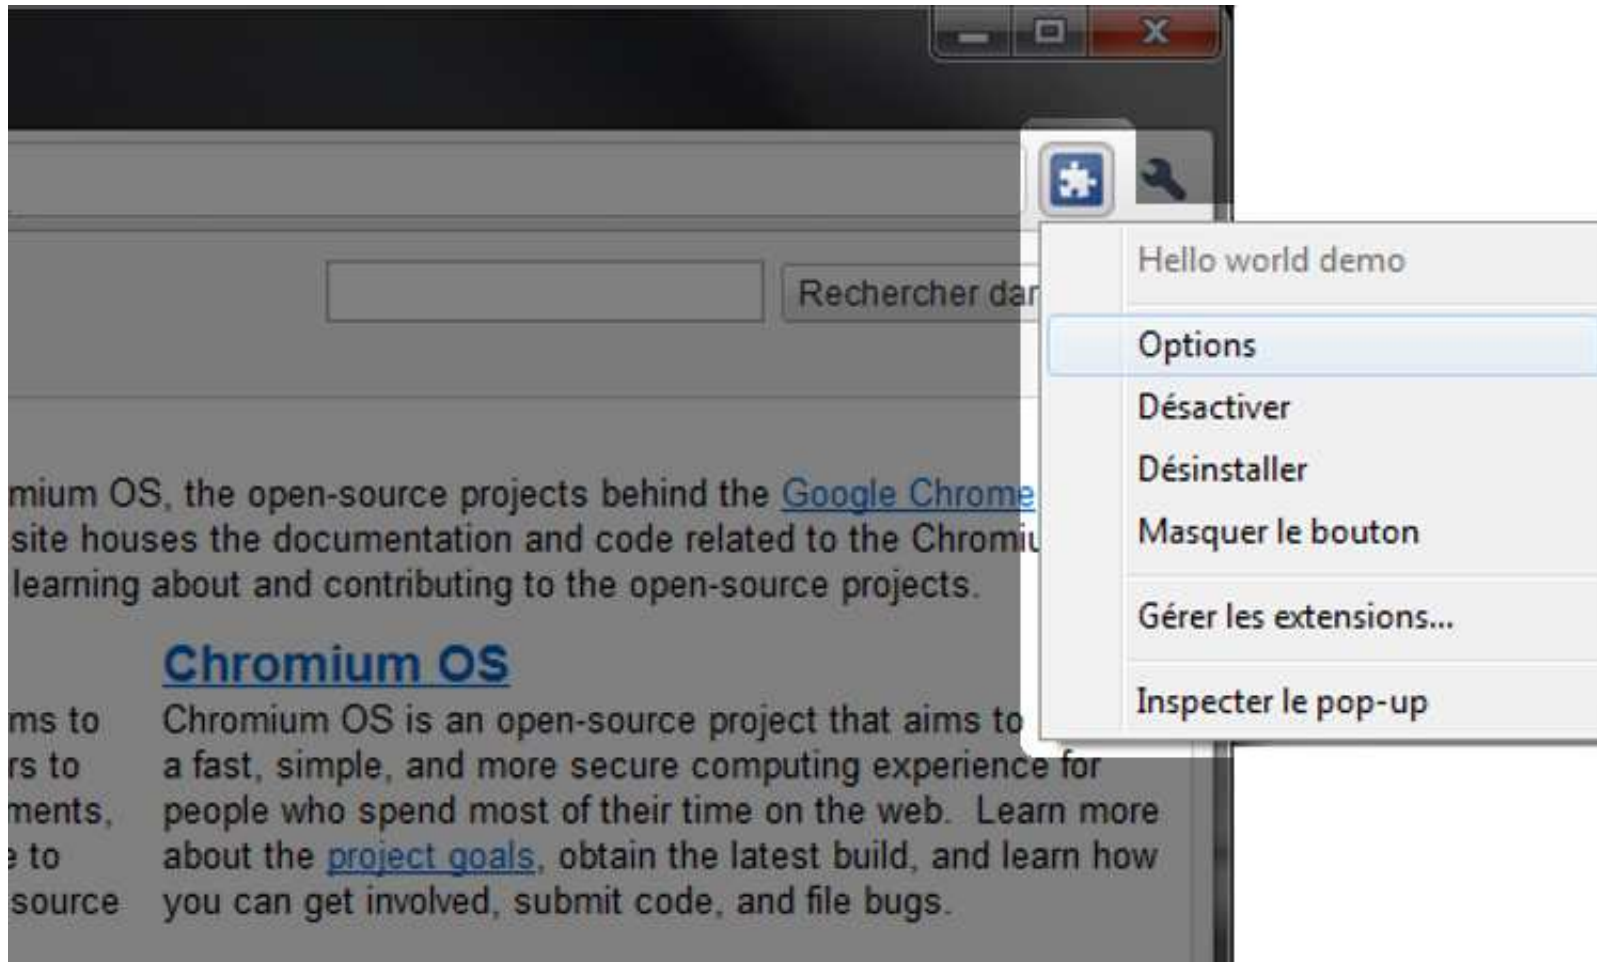 Hello world demo
Rechercher dar
Options
Désactiver
Désinstaller
Masquer le bouton
Gérer les extensions...
Inspecter le pop-up
mium OS, the open-source projects behind the Google Chrome
site houses the documentation and code related to the Chromiu
learning about and contributing to the open-source projects.
Chromium OS
ms to
rs to
ments,
e to
source
Chromium OS is an open-source project that aims to
a fast, simple, and more secure computing experience for
people who spend most of their time on the web. Learn more
about the project goals, obtain the latest build, and learn how
you can get involved, submit code, and file bugs.